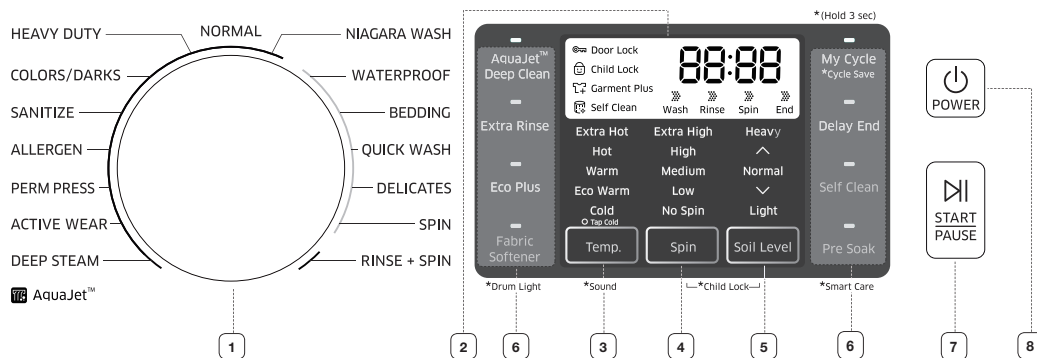 HEAVY DUTY
COLORS/DARKS
SANITIZE
ALLERGEN
PERM PRESS
ACTIVE WEAR
DEEP STEAM
AquaJet™
NORMAL
NIAGARA WASH
WATERPROOF
BEDDING
QUICK WASH
DELICATES
SPIN
RINSE + SPIN
*(Hold 3 sec)
AquaJet™
Deep Clean
Extra Rinse
Eco Plus
Fabric
Softener
Door Lock
Child Lock
Garment Plus
Self Clean
88:88
Wash Rinse Spin End
Extra Hot Extra High Heavy
Hot High
Warm Medium Normal
Eco Warm Low
Cold No Spin Light
Tap Cold
Temp. Spin Soil Level
My Cycle
*Cycle Save
Delay End
Self Clean
Pre Soak
*Drum Light *Sound *Child Lock *Smart Care
POWER
START
PAUSE
1 2 6 3 4 5 6 7 8